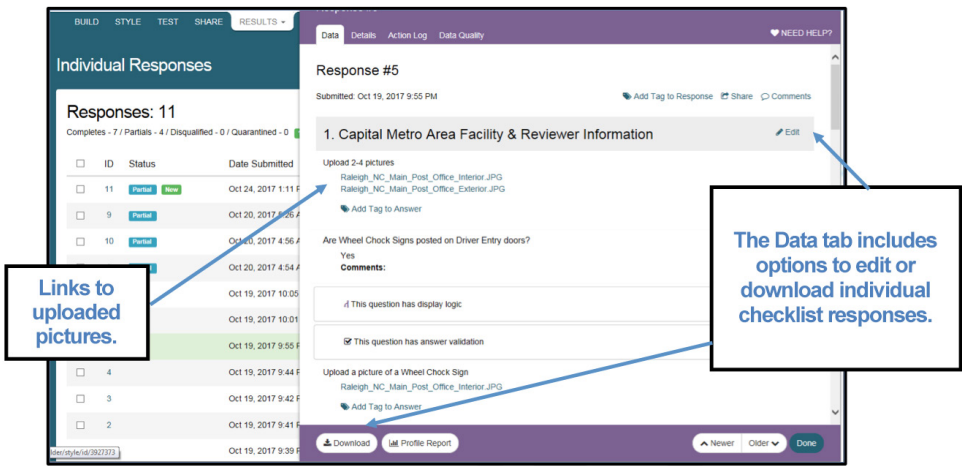 BUILD STYLE TEST SHARE RESULTS
Individual Responses
Responses: 11
Completes - 7 / Partials - 4 / Disqualified - 0 / Quarantined - 0
ID Status Date Submitted
11 Partial New Oct 24, 2017 1:11 P
9 Partial Oct 20, 2017 5:26 A
10 Partial Oct 20, 2017 4:56 A
Oct 20, 2017 4:54 A
Oct 19, 2017 10:05
Oct 19, 2017 10:01
Oct 19, 2017 9:55 P
4 Oct 19, 2017 9:44 P
3 Oct 19, 2017 9:42 P
2 Oct 19, 2017 9:41 P
Oct 19, 2017 9:39 P
lder/style/id/3927373
Links to
uploaded
pictures.
Data Details Action Log Data Quality NEED HELP?
Response #5
Submitted: Oct 19, 2017 9:55 PM Add Tag to Response Share Comments
1. Capital Metro Area Facility & Reviewer Information Edit
Upload 2-4 pictures
Raleigh_NC_Main_Post_Office_Interior.JPG
Raleigh_NC_Main_Post_Office_Exterior.JPG
Add Tag to Answer
Are Wheel Chock Signs posted on Driver Entry doors?
Yes
Comments:
This question has display logic
This question has answer validation
Upload a picture of a Wheel Chock Sign
Raleigh_NC_Main_Post_Office_Interior.JPG
Add Tag to Answer
Download Profile Report Newer Older Done
The Data tab includes
options to edit or
download individual
checklist responses.